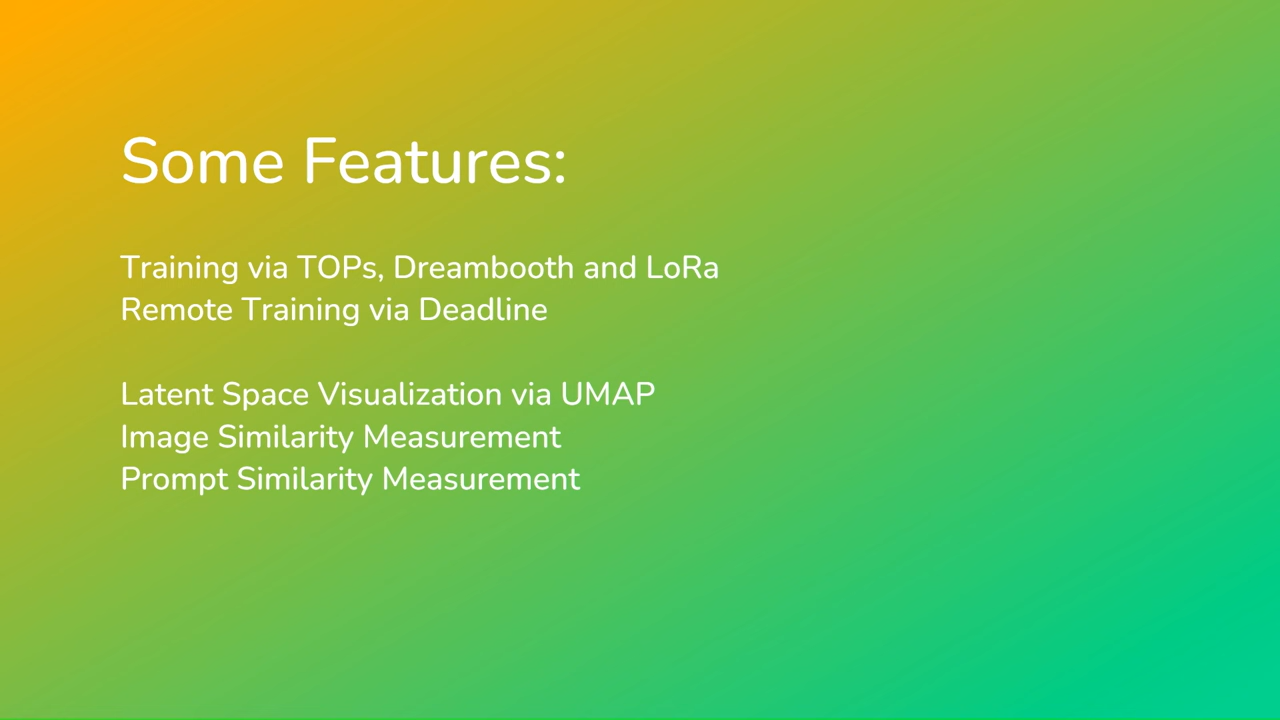 Some Features:
Training via TOPs, Dreambooth and LoRa
Remote Training via Deadline
Latent Space Visualization via UMAP
Image Similarity Measurement
Prompt Similarity Measurement